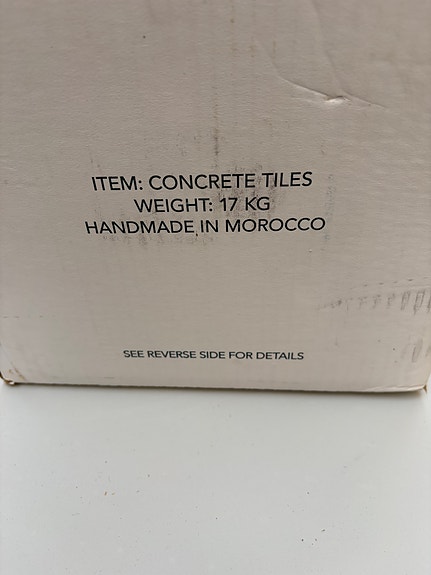 ITEM: CONCRETE TILES
WEIGHT: 17 KG
HANDMADE IN MOROCCO
SEE REVERSE SIDE FOR DETAILS